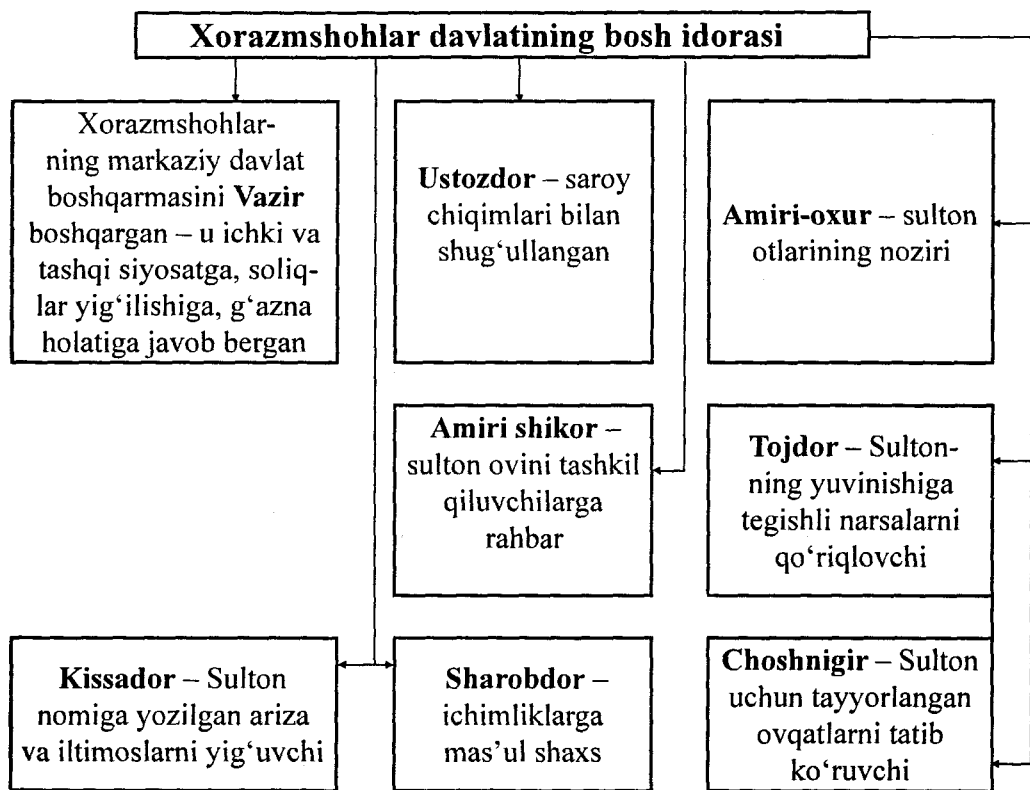 Xorazmshohlar davlatining bosh idorasi
Xorazmshohlar-
ning markaziy davlat
boshqarmasini Vazir
boshqargan – u ichki va
tashqi siyosatga, soliq-
lar yig‘ilishiga, g‘azna
holatiga javob bergan
Ustozdor – saroy
chiqimlari bilan
shug‘ullangan
Amiri-oxur – sulton
otlarining noziri
Amiri shikor –
sulton ovini tashkil
qiluvchilarga
rahbar
Tojdor – Sulton-
ning yuvinishiga
tegishli narsalarni
qo‘riqlovchi
Kissador – Sulton
nomiga yozilgan ariza
va iltimoslarni yig‘uvchi
Sharobdor –
ichimliklarga
mas’ul shaxs
Choshnigir – Sulton
uchun tayyorlangan
ovqatlarni tatib
ko‘ruvchi